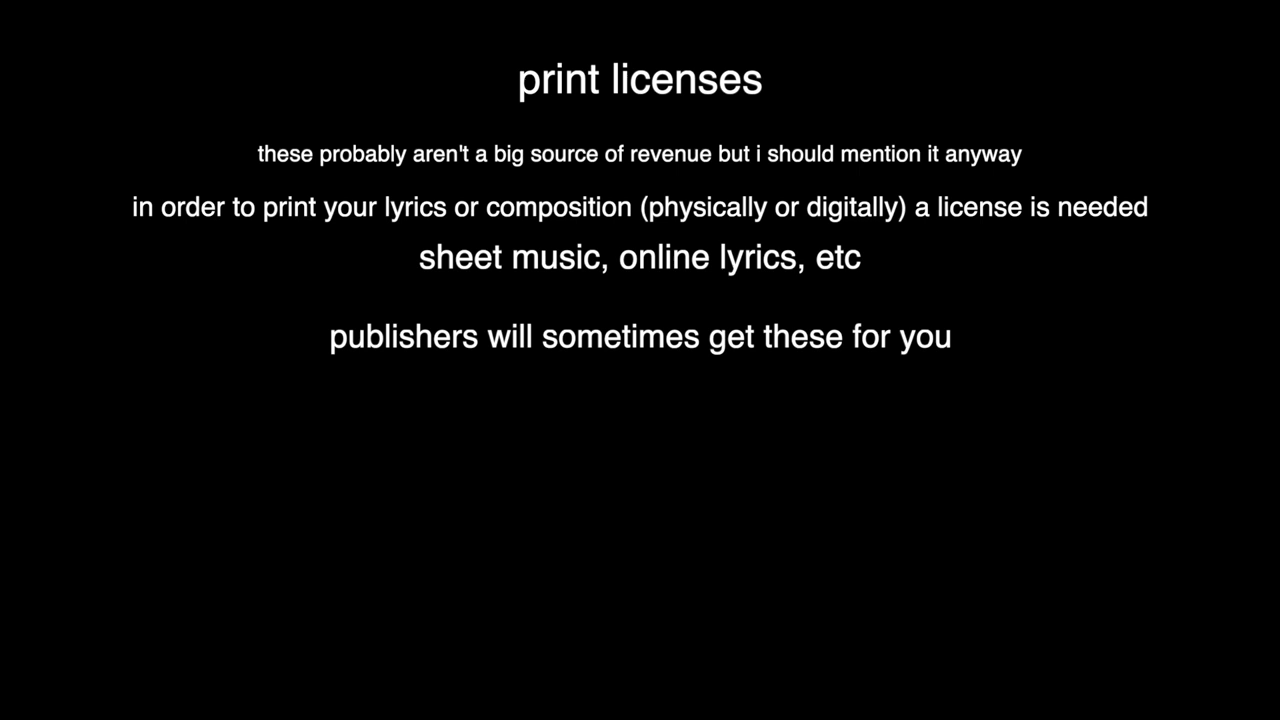 print licenses
these probably aren't a big source of revenue but i should mention it anyway
in order to print your lyrics or composition (physically or digitally) a license is needed
sheet music, online lyrics, etc
publishers will sometimes get these for you